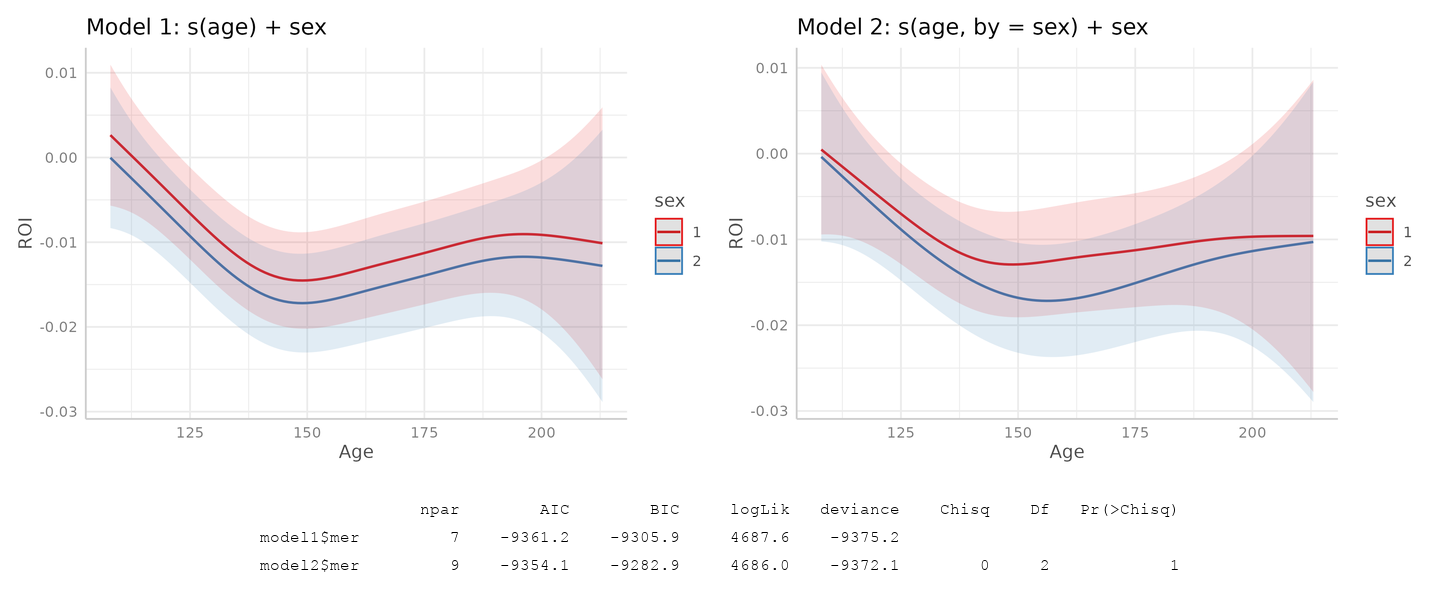 Model 1: s(age) + sex
0.01
0.00
-0.01
-0.02
-0.03
ROI
125 150 175 200
Age
sex
1
2
Model 2: s(age, by = sex) + sex
0.01
0.00
-0.01
-0.02
-0.03
ROI
125 150 175 200
Age
sex
1
2
npar AIC BIC logLik deviance Chisq Df Pr(>Chisq)
model1$mer 7 -9361.2 -9305.9 4687.6 -9375.2
model2$mer 9 -9354.1 -9282.9 4686.0 -9372.1 0 2 1